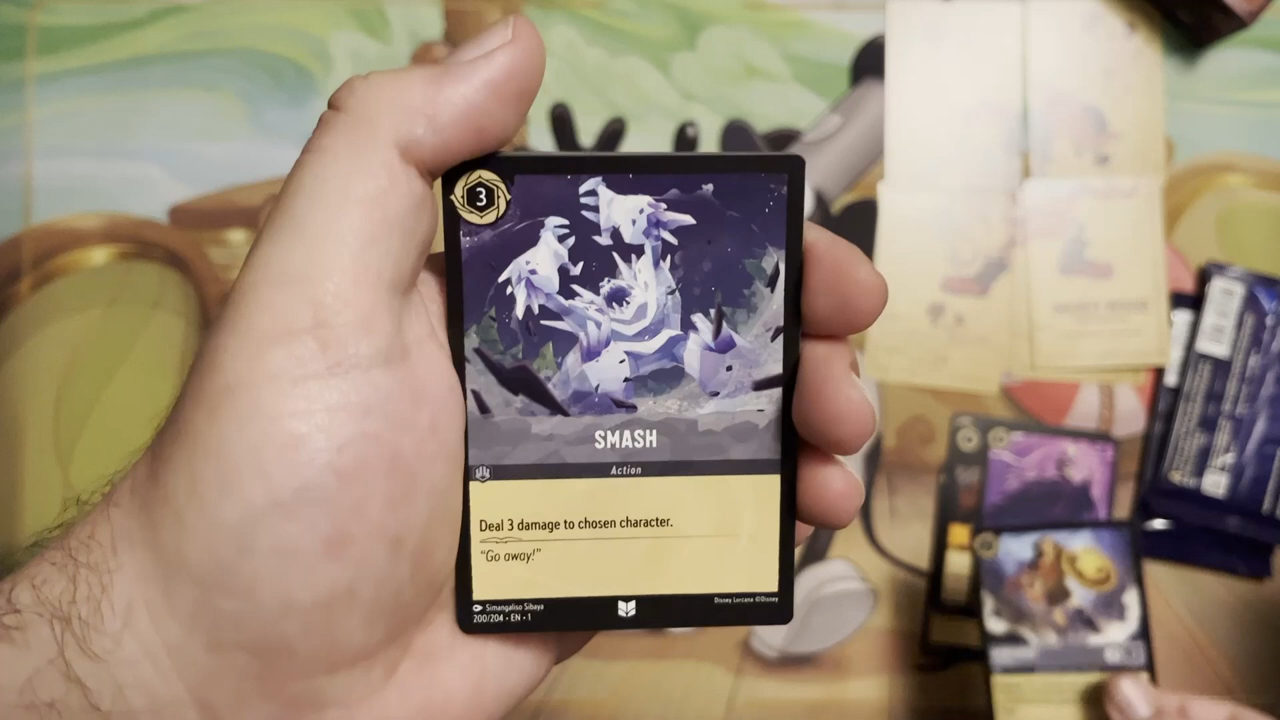 3
SMASH
Action
Deal 3 damage to chosen character.
“Go away!”
Simangaliso Sibaya
Disney Lorcana ©Disney
200/204 • EN • 1